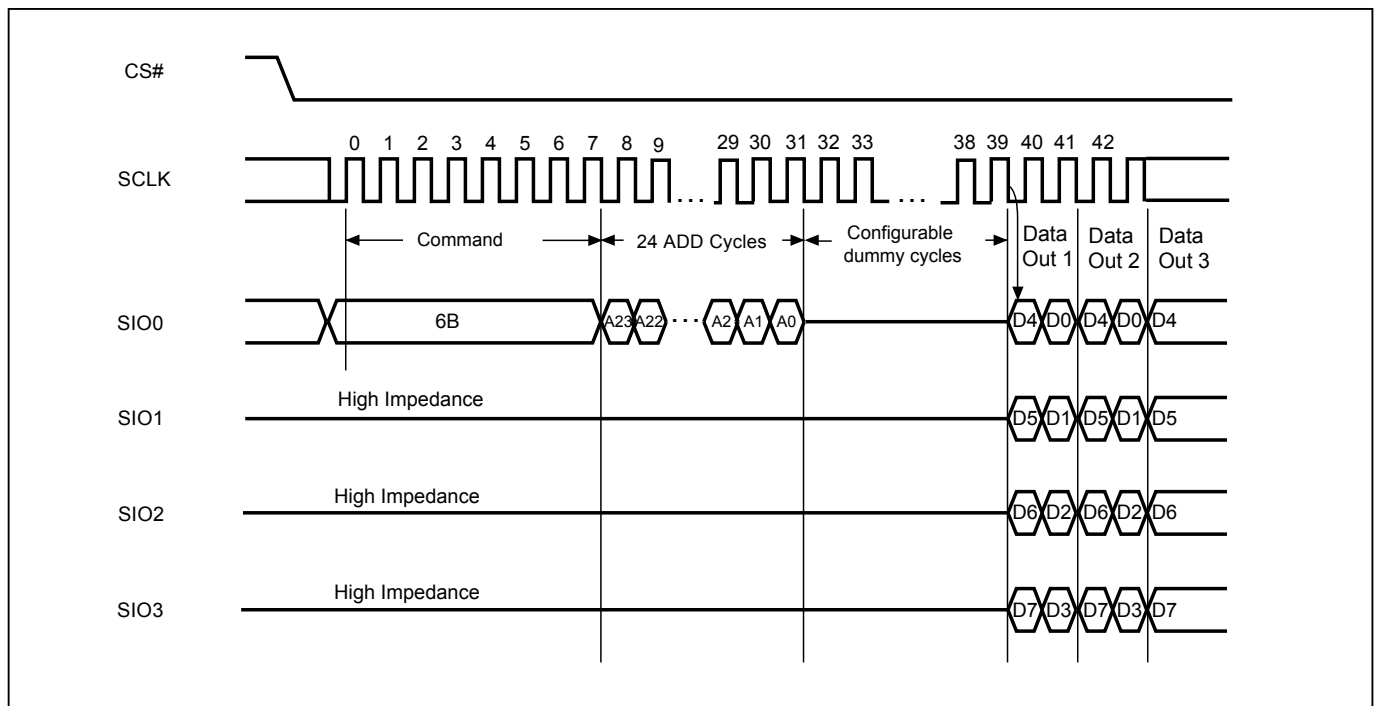 CS#
0 1 2 3 4 5 6 7 8 9 29 30 31 32 33 38 39 40 41 42
SCLK
. . . . . .
Command
24 ADD Cycles
Configurable
dummy cycles
Data
Out 1
Data
Out 2
Data
Out 3
SIO0
6B
A23 A22 · · · A2 A1 A0
D4 D0 D4 D0 D4
High Impedance
SIO1
D5 D1 D5 D1 D5
High Impedance
SIO2
D6 D2 D6 D2 D6
High Impedance
SIO3
D7 D3 D7 D3 D7